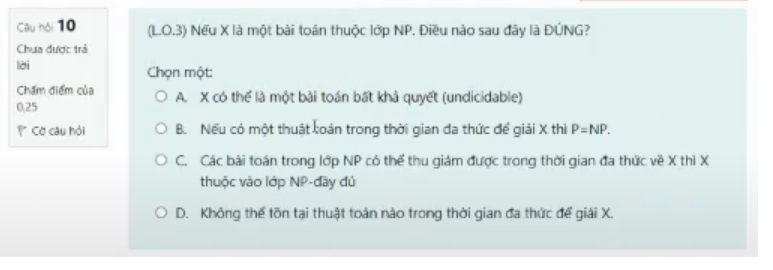 Câu hỏi 10
Chưa được trả
lời
Chấm điểm của
0,25
Cờ câu hỏi
(L.O.3) Nếu X là một bài toán thuộc lớp NP. Điều nào sau đây là ĐÚNG?
Chọn một:
A. X có thể là một bài toán bất khả quyết (undicidable)
B. Nếu có một thuật toán trong thời gian đa thức để giải X thì P=NP.
C. Các bài toán trong lớp NP có thể thu giảm được trong thời gian đa thức về X thì X
thuộc vào lớp NP-đầy đủ
D. Không thể tồn tại thuật toán nào trong thời gian đa thức để giải X.